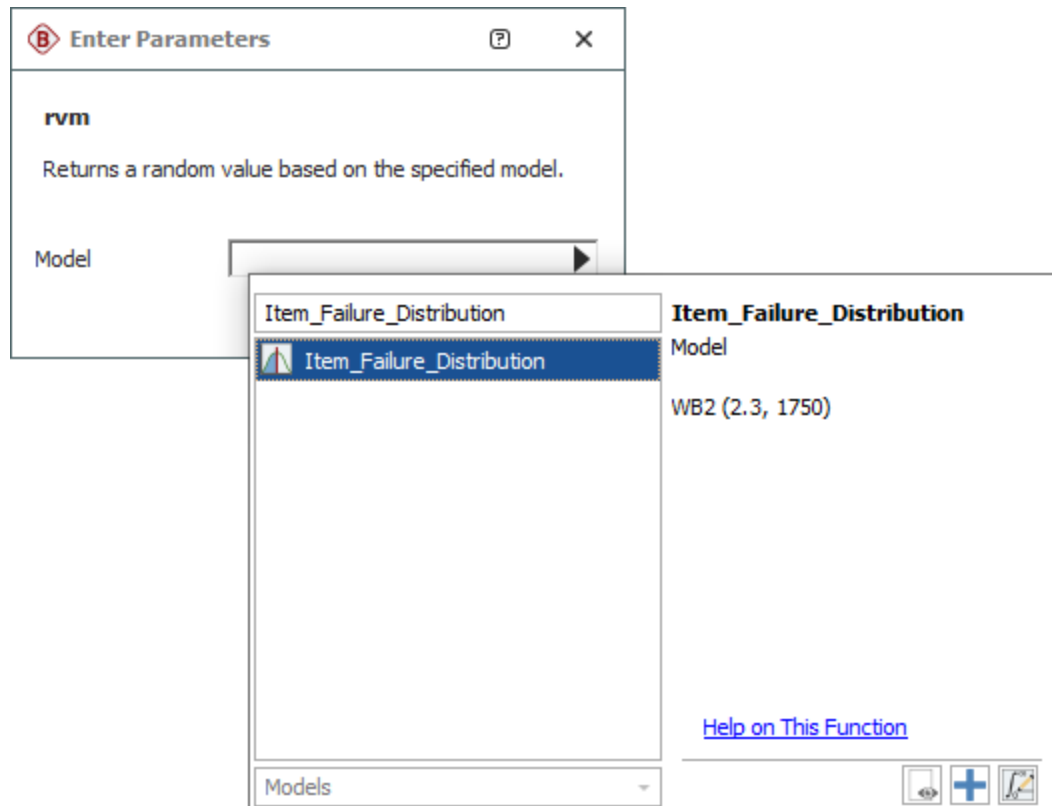 B Enter Parameters
rvm
Returns a random value based on the specified model.
Model
Item_Failure_Distribution
Item_Failure_Distribution
Item_Failure_Distribution
Model
WB2 (2.3, 1750)
Help on This Function
Models